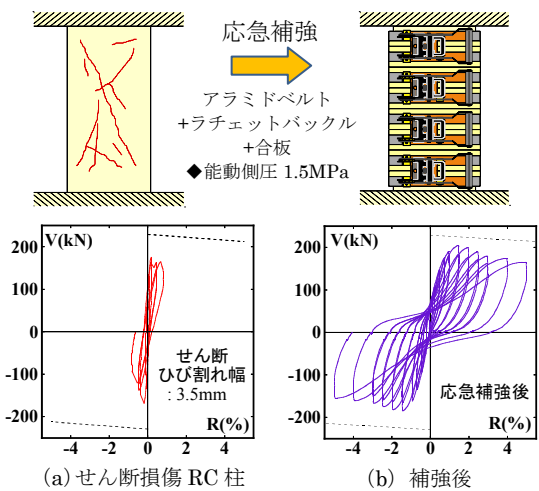 応急補強
アラミドベルト
+ラチェットバックル
+合板
◆能動側圧 1.5MPa
V(kN)
200
100
0
-100
-200
せん断
ひび割れ幅
: 3.5mm
R(%)
-4 -2 0 2 4
(a) せん断損傷 RC 柱
V(kN)
200
100
0
-100
-200
応急補強後
R(%)
-4 -2 0 2 4
(b) 補強後